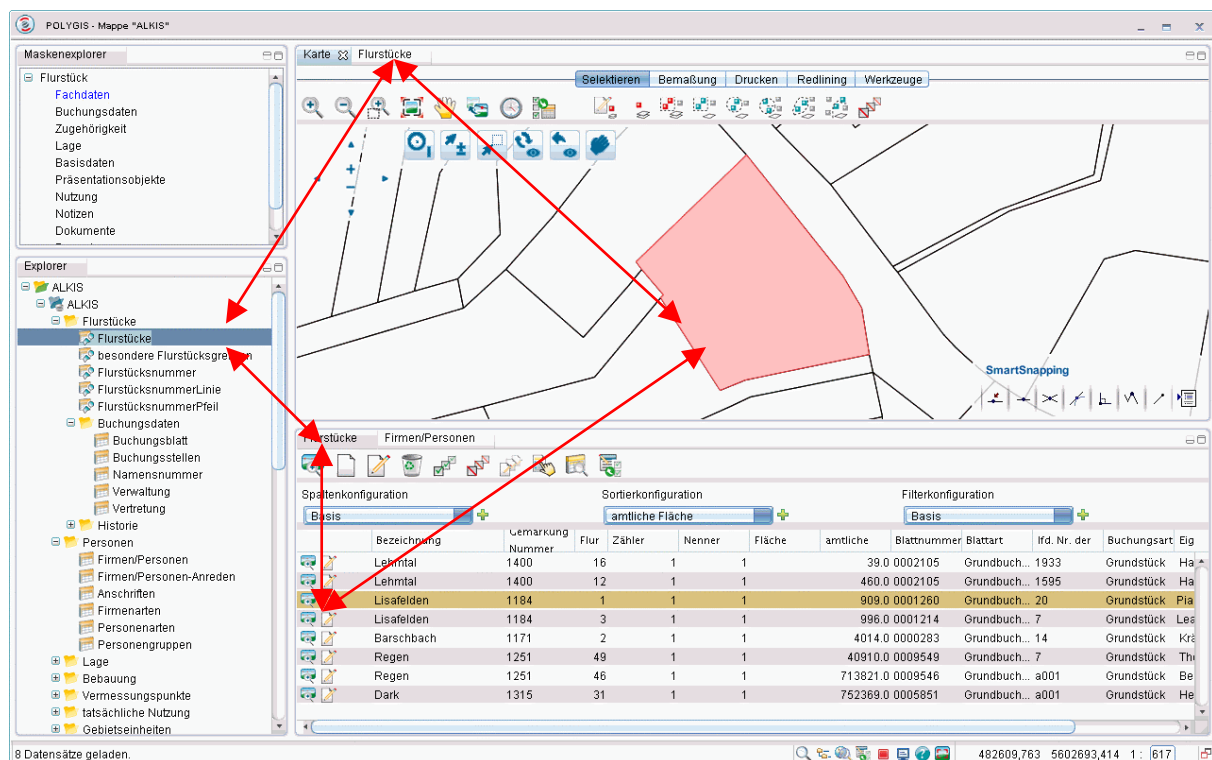 POLYGIS - Mappe "ALKIS"
Maskenexplorer
Flurstück
Fachdaten
Buchungsdaten
Zugehörigkeit
Lage
Basisdaten
Präsentationsobjekte
Nutzung
Notizen
Dokumente
Explorer
ALKIS
ALKIS
Flurstücke
Flurstücke
besondere Flurstücksgrenzen
Flurstücksnummer
FlurstücksnummerLinie
FlurstücksnummerPfeil
Buchungsdaten
Buchungsblatt
Buchungsstellen
Namensnummer
Verwaltung
Vertretung
Historie
Personen
Firmen/Personen
Firmen/Personen-Anreden
Anschriften
Firmenarten
Personenarten
Personengruppen
Lage
Bebauung
Vermessungspunkte
tatsächliche Nutzung
Gebietseinheiten
Karte Flurstücke
Selektieren Bemaßung Drucken Redlining Werkzeuge
SmartSnapping
Flurstücke Firmen/Personen
Spaltenkonfiguration Sortierkonfiguration Filterkonfiguration
Basis amtliche Fläche Basis
Bezeichnung Gemarkung Nummer Flur Zähler Nenner Fläche amtliche Blattnummer Blattart lfd. Nr. der Buchungsart Eig
Lehmtal 1400 16 1 1 39.0 0002105 Grundbuch... 1933 Grundstück Ha
Lehmtal 1400 12 1 1 460.0 0002105 Grundbuch... 1595 Grundstück Ha
Lisafelden 1184 1 1 1 909.0 0001260 Grundbuch... 20 Grundstück Pia
Lisafelden 1184 3 1 1 996.0 0001214 Grundbuch... 7 Grundstück Lea
Barschbach 1171 2 1 1 4014.0 0000283 Grundbuch... 14 Grundstück Krä
Regen 1251 49 1 1 40910.0 0009549 Grundbuch... 7 Grundstück The
Regen 1251 46 1 1 713821.0 0009546 Grundbuch... a001 Grundstück Be
Dark 1315 31 1 1 752369.0 0005851 Grundbuch... a001 Grundstück He
8 Datensätze geladen. 482609,763 5602693,414 1 : 617